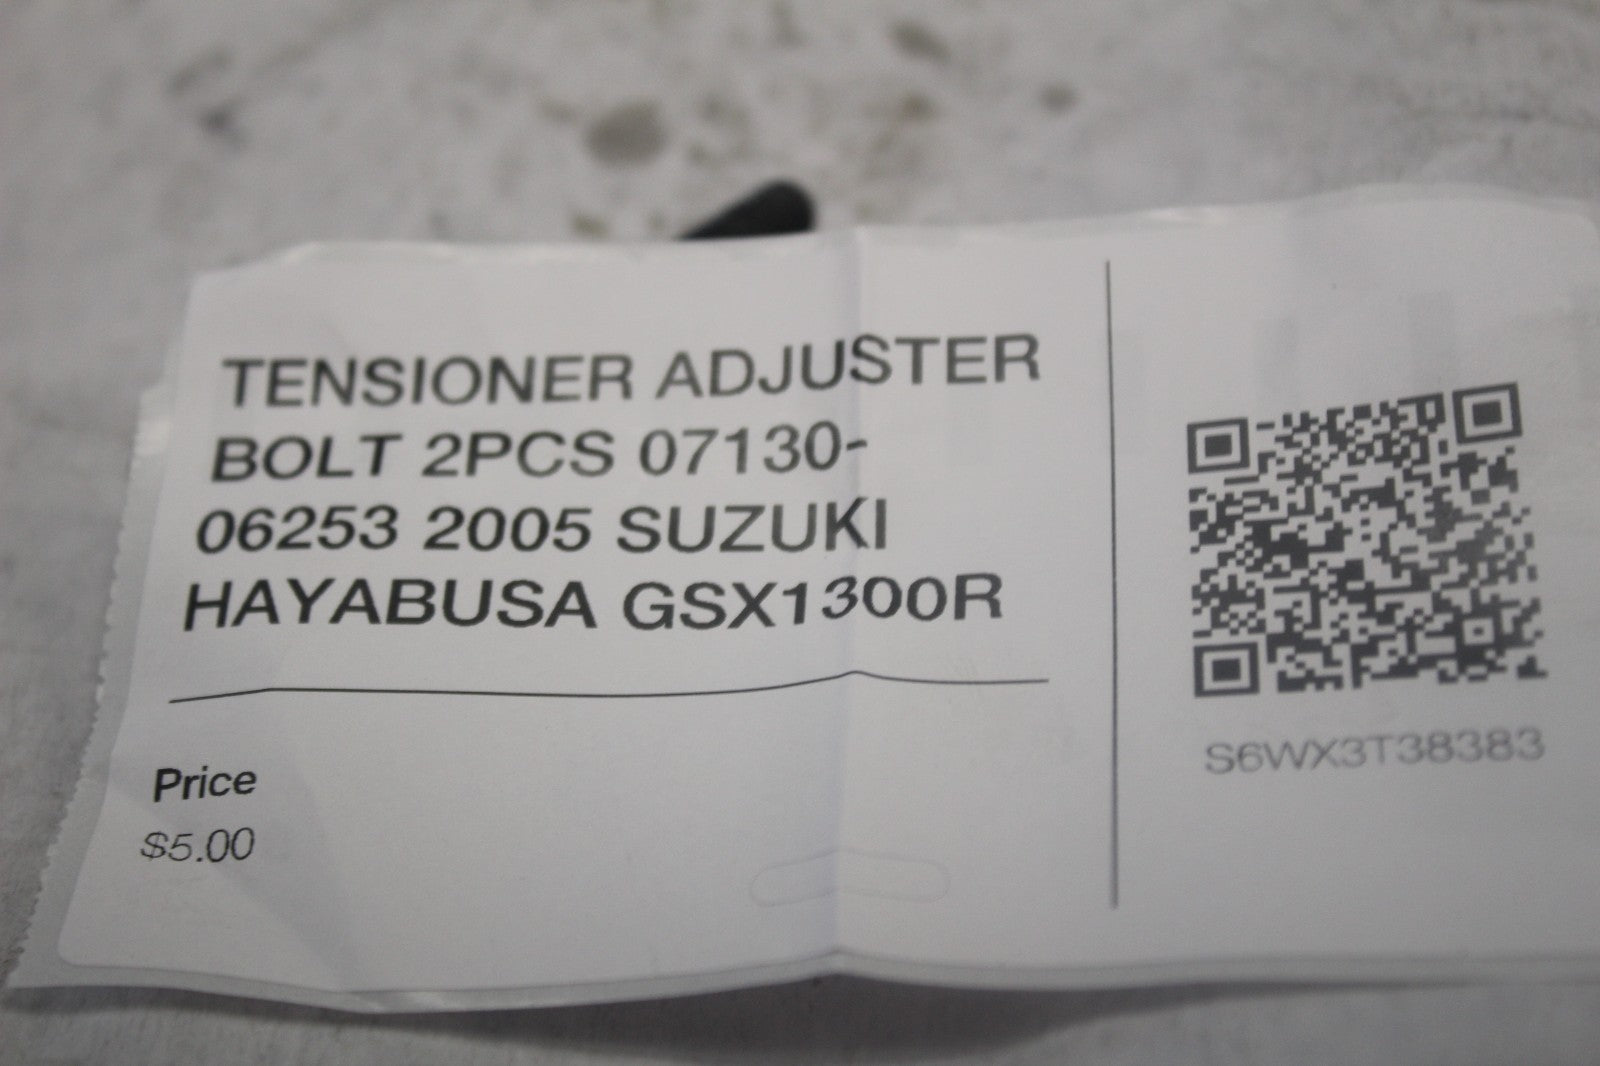 TENSIONER ADJUSTER
BOLT 2PCS 07130-
06253 2005 SUZUKI
HAYABUSA GSX1300R
Price
$5.00
S6WX3T38383